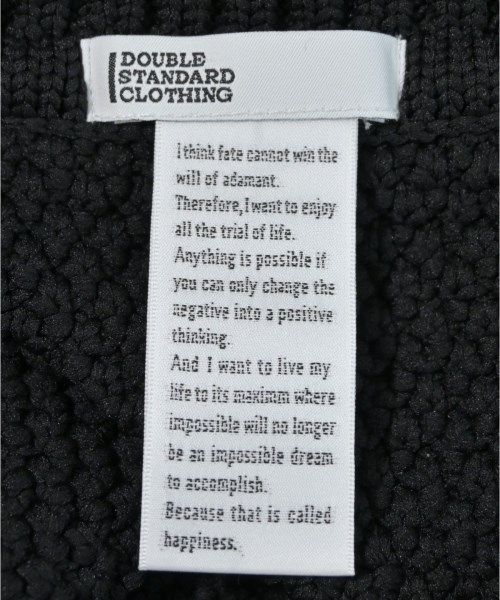 DOUBLE
STANDARD
CLOTHING
I think fate cannot win the
will of adamant.
Therefore, I want to enjoy
all the trial of life.
Anything is possible if
you can only change the
negative into a positive
thinking.
And I want to live my
life to its maximm where
impossible will no longer
be an impossible dream
to accomplish.
Because that is called
happiness.